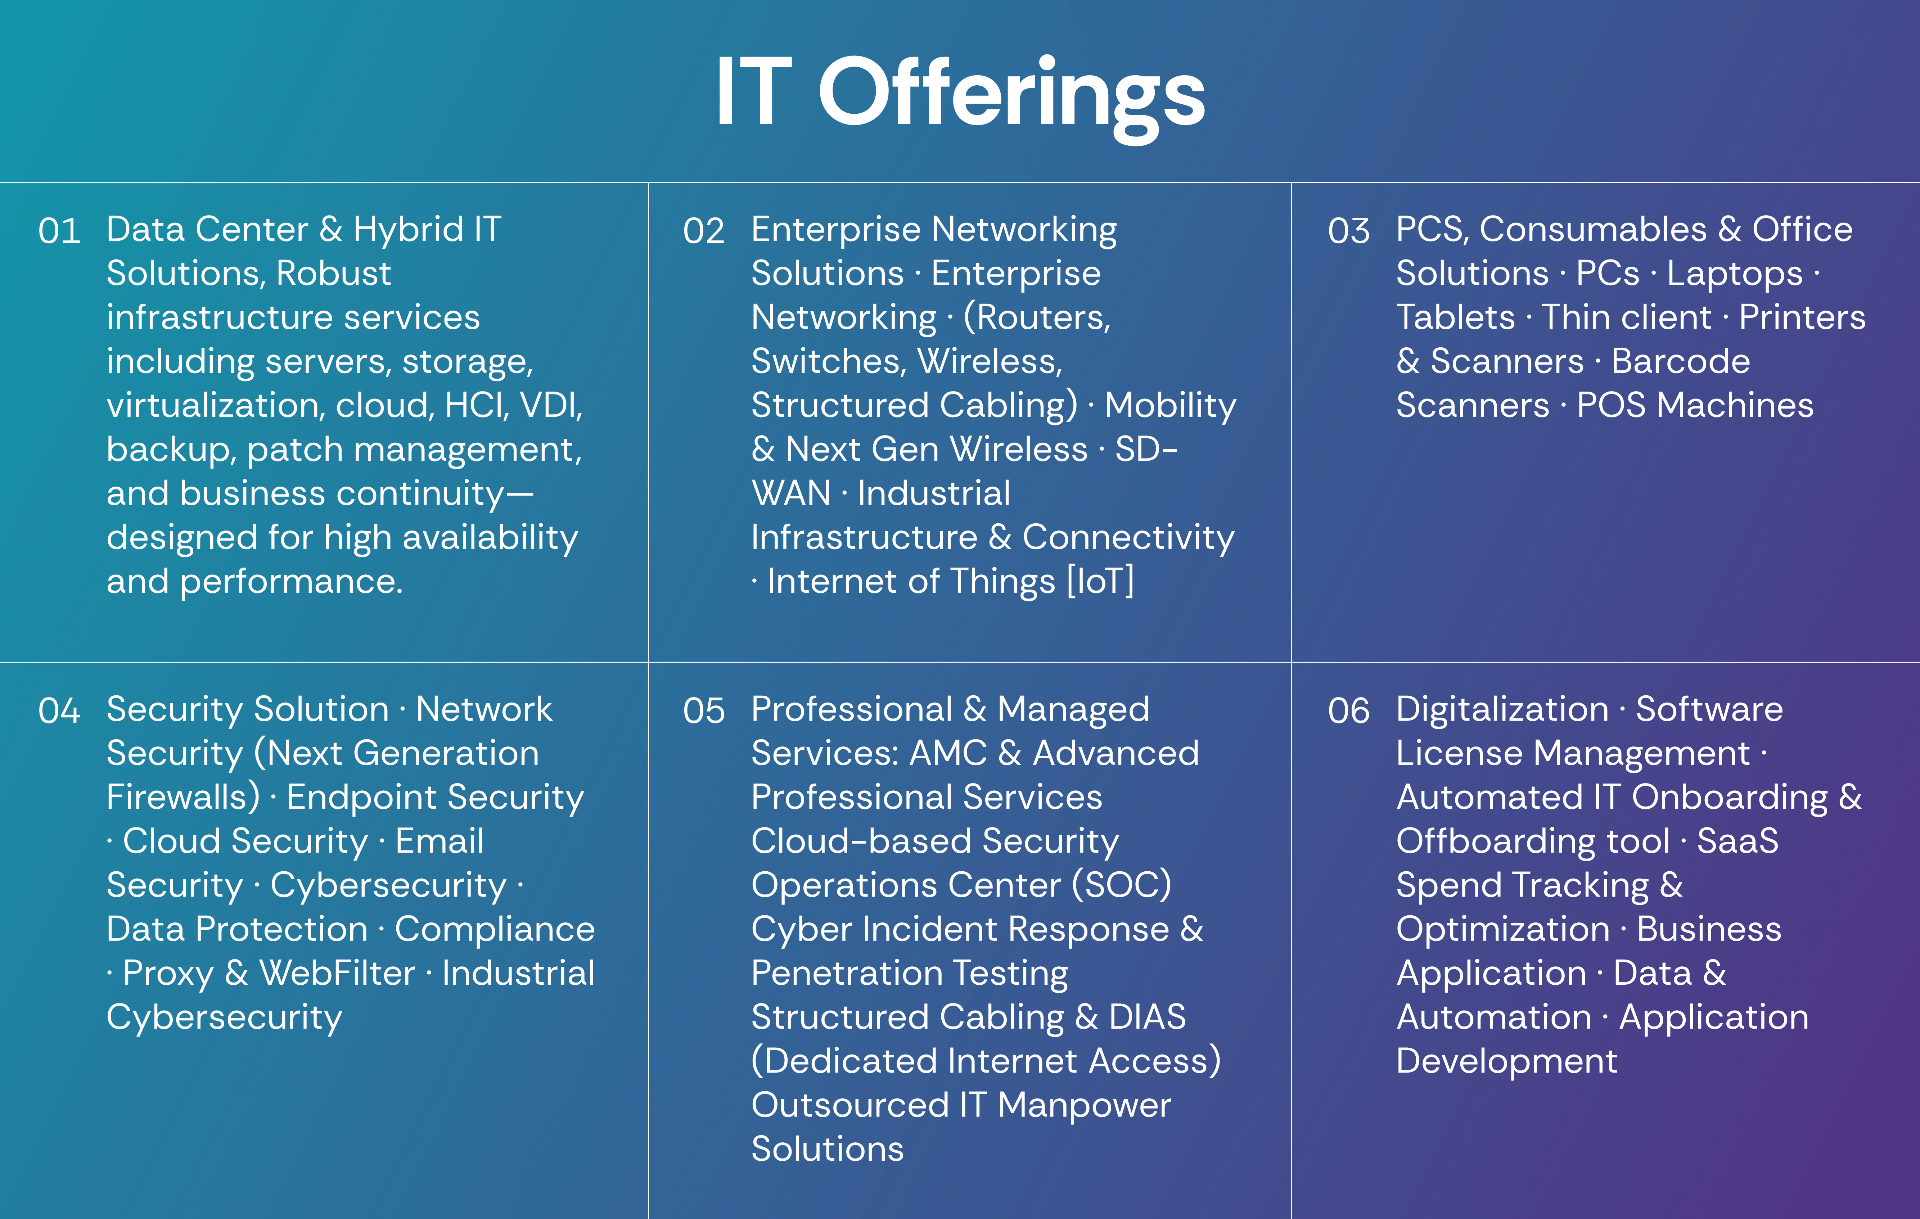 IT Offerings
01
Data Center & Hybrid IT
Solutions, Robust
infrastructure services
including servers, storage,
virtualization, cloud, HCI, VDI,
backup, patch management,
and business continuity—
designed for high availability
and performance.
02
Enterprise Networking
Solutions · Enterprise
Networking · (Routers,
Switches, Wireless,
Structured Cabling) · Mobility
& Next Gen Wireless · SD-
WAN · Industrial
Infrastructure & Connectivity
· Internet of Things [IoT]
03
PCS, Consumables & Office
Solutions · PCs · Laptops ·
Tablets · Thin client · Printers
& Scanners · Barcode
Scanners · POS Machines
04
Security Solution · Network
Security (Next Generation
Firewalls) · Endpoint Security
· Cloud Security · Email
Security · Cybersecurity ·
Data Protection · Compliance
· Proxy & WebFilter · Industrial
Cybersecurity
05
Professional & Managed
Services: AMC & Advanced
Professional Services
Cloud-based Security
Operations Center (SOC)
Cyber Incident Response &
Penetration Testing
Structured Cabling & DIAS
(Dedicated Internet Access)
Outsourced IT Manpower
Solutions
06
Digitalization · Software
License Management ·
Automated IT Onboarding &
Offboarding tool · SaaS
Spend Tracking &
Optimization · Business
Application · Data &
Automation · Application
Development